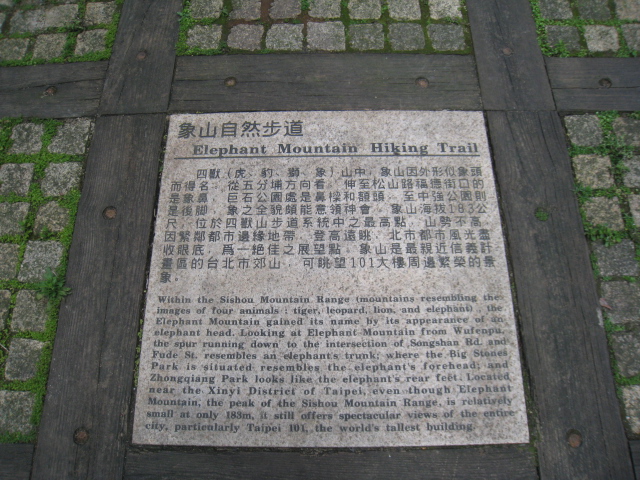 象山自然步道
Elephant Mountain Hiking Trail
四獸(虎、豹、獅、象)山中，象山因外形似象頭
而得名，從五分埔方向看，伸至松山路福德街口的
是象鼻，巨石公園處是鼻樑和額頭，至中強公園則
是後腳，象之全貌頗能意領神會，象山海拔183公
尺，位於四獸山步道系統中之最高點，山勢不高，
因緊鄰都市邊緣地帶，登高遠眺，北市都市風光盡
收眼底，為一絕佳之展望點。象山是最親近信義計
畫區的台北市郊山，可眺望101大樓周邊繁榮的景
象。
Within the Sishou Mountain Range (mountains resembling the
images of four animals : tiger, leopard, lion, and elephant) , the
Elephant Mountain gained its name by its appearance of an
elephant head. Looking at Elephant Mountain from Wufenpu,
the spur running down to the intersection of Songshan Rd. and
Fude St. resembles an elephant's trunk; where the Big Stones
Park is situated resembles the elephant's forehead; and
Zhongqiang Park looks like the elephant's rear feet. Located
near the Xinyi District of Taipei, even though Elephant
Mountain, the peak of the Sishou Mountain Range, is relatively
small at only 183m, it still offers spectacular views of the entire
city, particularly Taipei 101, the world's tallest building.